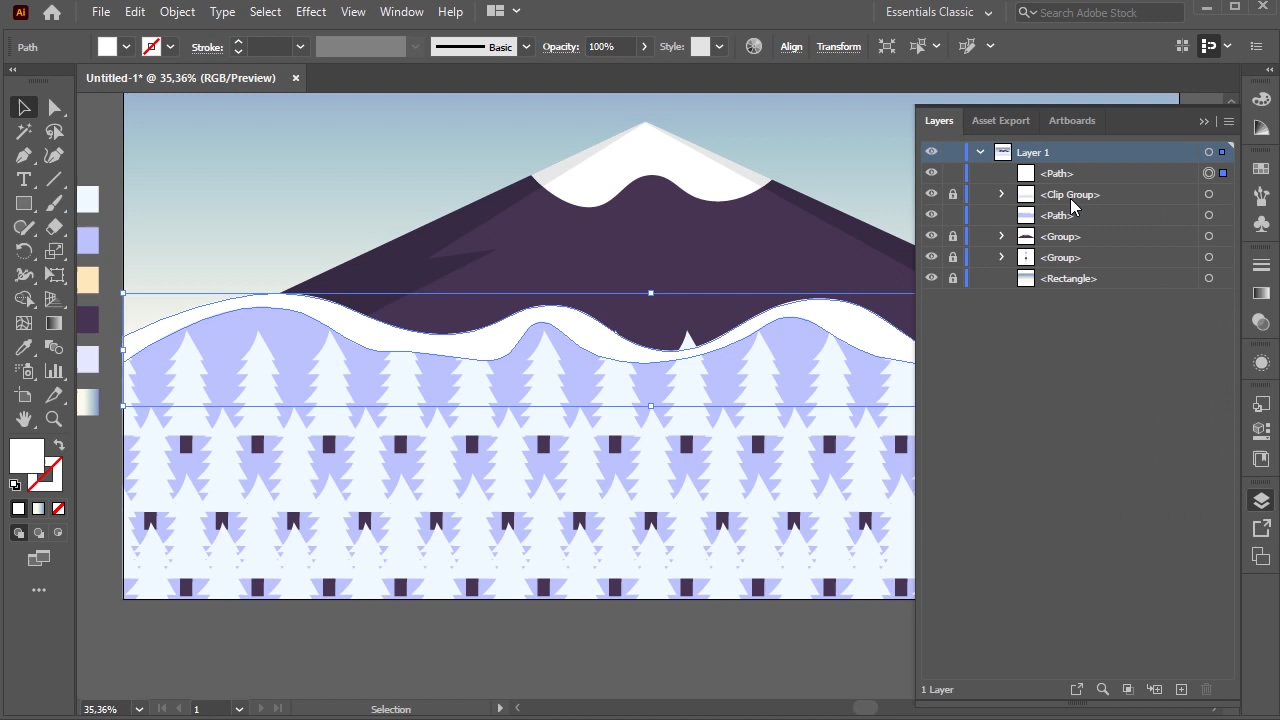 Ai File Edit Object Type Select Effect View Window Help Essentials Classic Search Adobe Stock
Path Stroke: Basic Opacity: 100% Style: Align Transform
Untitled-1* @ 35,36% (RGB/Preview)
Layers Asset Export Artboards
Layer 1
<Path>
<Clip Group>
<Path>
<Group>
<Group>
<Rectangle>
1 Layer
35,36% 1 Selection